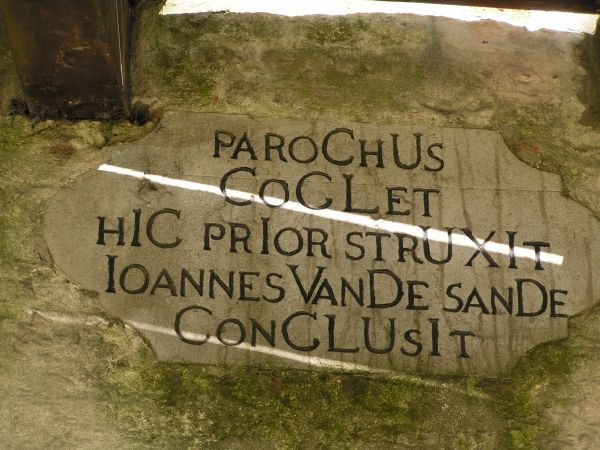 PAROCHUS
COCLET
HIC PRIOR STRUXIT
IOANNES VANDE SANDE
CONCLUSIT